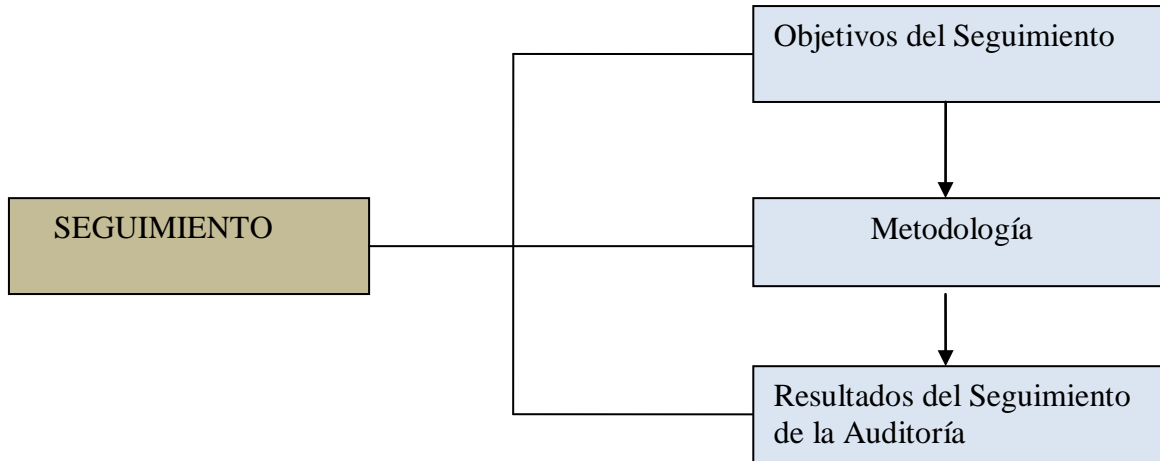 Objetivos del Seguimiento
SEGUIMIENTO
Metodología
Resultados del Seguimiento
de la Auditoría